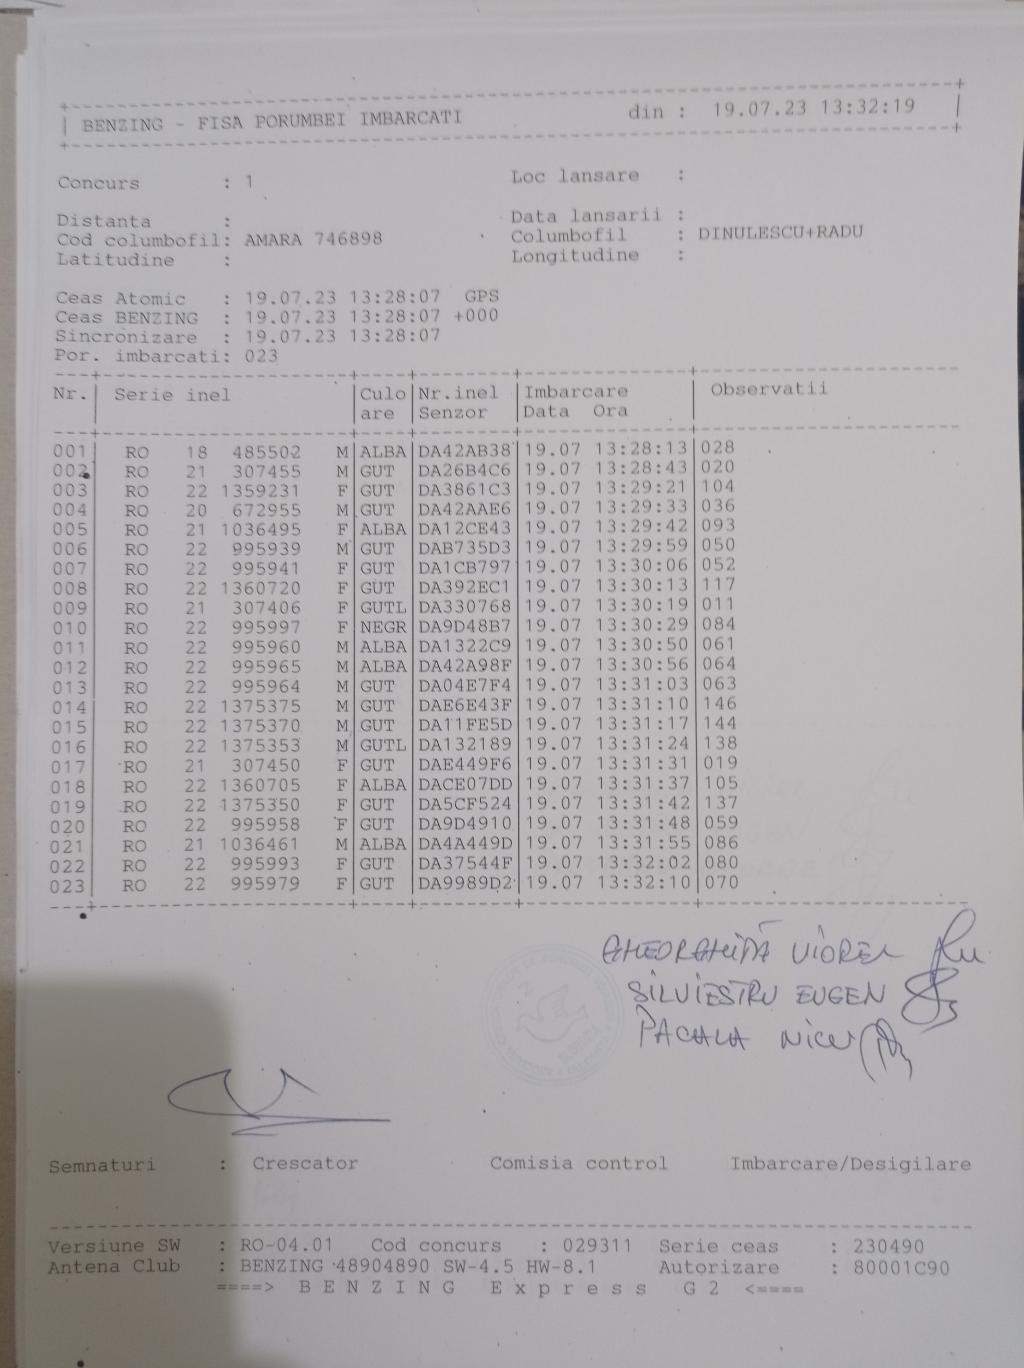 BENZING - FISA PORUMBEI IMBARCATI din : 19.07.23 13:32:19
Concurs : 1 Loc lansare :
Distanta : Data lansarii :
Cod columbofil: AMARA 746898 Columbofil : DINULESCU+RADU
Latitudine : Longitudine :
Ceas Atomic : 19.07.23 13:28:07 GPS
Ceas BENZING : 19.07.23 13:28:07 +000
Sincronizare : 19.07.23 13:28:07
Por. imbarcati: 023
Nr. | Serie inel | Culo | Nr.inel | Imbarcare | Observatii
are | Senzor | Data Ora
001 | RO 18 485502 M | ALBA | DA42AB38 | 19.07 13:28:13 | 028
002 | RO 21 307455 M | GUT | DA26B4C6 | 19.07 13:28:43 | 020
003 | RO 22 1359231 F | GUT | DA3861C3 | 19.07 13:29:21 | 104
004 | RO 20 672955 M | GUT | DA42AAE6 | 19.07 13:29:33 | 036
005 | RO 21 1036495 F | ALBA | DA12CE43 | 19.07 13:29:42 | 093
006 | RO 22 995939 M | GUT | DAB735D3 | 19.07 13:29:59 | 050
007 | RO 22 995941 F | GUT | DA1CB797 | 19.07 13:30:06 | 052
008 | RO 22 1360720 F | GUT | DA392EC1 | 19.07 13:30:13 | 117
009 | RO 21 307406 F | GUTL | DA330768 | 19.07 13:30:19 | 011
010 | RO 22 995997 F | NEGR | DA9D48B7 | 19.07 13:30:29 | 084
011 | RO 22 995960 M | ALBA | DA1322C9 | 19.07 13:30:50 | 061
012 | RO 22 995965 M | ALBA | DA42A98F | 19.07 13:30:56 | 064
013 | RO 22 995964 M | GUT | DA04E7F4 | 19.07 13:31:03 | 063
014 | RO 22 1375375 M | GUT | DAE6E43F | 19.07 13:31:10 | 146
015 | RO 22 1375370 M | GUT | DA11FE5D | 19.07 13:31:17 | 144
016 | RO 22 1375353 M | GUTL | DA132189 | 19.07 13:31:24 | 138
017 | RO 21 307450 F | GUT | DAE449F6 | 19.07 13:31:31 | 019
018 | RO 22 1360705 F | ALBA | DACE07DD | 19.07 13:31:37 | 105
019 | RO 22 1375350 F | GUT | DA5CF524 | 19.07 13:31:42 | 137
020 | RO 22 995958 F | GUT | DA9D4910 | 19.07 13:31:48 | 059
021 | RO 21 1036461 M | ALBA | DA4A449D | 19.07 13:31:55 | 086
022 | RO 22 995993 F | GUT | DA37544F | 19.07 13:32:02 | 080
023 | RO 22 995979 F | GUT | DA9989D2 | 19.07 13:32:10 | 070
GHEORGHIȚĂ VIOREL
SILVIESTRU EUGEN
PACALA NICU
Semnaturi : Crescator Comisia control Imbarcare/Desigilare
Versiune SW : RO-04.01 Cod concurs : 029311 Serie ceas : 230490
Antena Club : BENZING 48904890 SW-4.5 HW-8.1 Autorizare : 80001C90
====> B E N Z I N G E x p r e s s G 2 <====